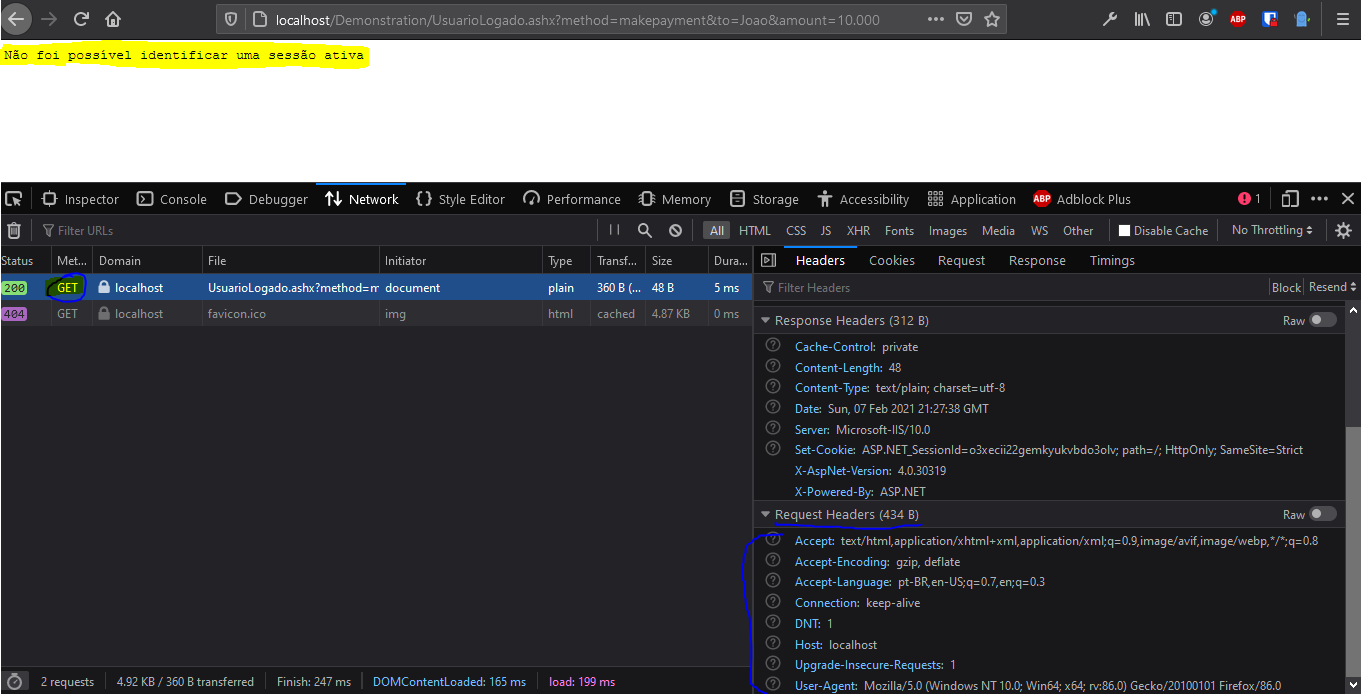 localhost/Demonstration/UsuarioLogado.ashx?method=makepayment&to=Joao&amount=10.000
ABP
Não foi possível identificar uma sessão ativa
Inspector Console Debugger Network Style Editor Performance Memory Storage Accessibility Application ABP Adblock Plus 1
Filter URLs All HTML CSS JS XHR Fonts Images Media WS Other Disable Cache No Throttling
Status Met... Domain File Initiator Type Transf... Size Dura...
200 GET localhost UsuarioLogado.ashx?method=m document plain 360 B (... 48 B 5 ms
404 GET localhost favicon.ico img html cached 4.87 KB 0 ms
Headers Cookies Request Response Timings
Filter Headers Block Resend
Response Headers (312 B) Raw
Cache-Control: private
Content-Length: 48
Content-Type: text/plain; charset=utf-8
Date: Sun, 07 Feb 2021 21:27:38 GMT
Server: Microsoft-IIS/10.0
Set-Cookie: ASP.NET_SessionId=o3xecii22gemkyukvbdo3olv; path=/; HttpOnly; SameSite=Strict
X-AspNet-Version: 4.0.30319
X-Powered-By: ASP.NET
Request Headers (434 B) Raw
Accept: text/html,application/xhtml+xml,application/xml;q=0.9,image/avif,image/webp,*/*;q=0.8
Accept-Encoding: gzip, deflate
Accept-Language: pt-BR,en-US;q=0.7,en;q=0.3
Connection: keep-alive
DNT: 1
Host: localhost
Upgrade-Insecure-Requests: 1
User-Agent: Mozilla/5.0 (Windows NT 10.0; Win64; x64; rv:86.0) Gecko/20100101 Firefox/86.0
2 requests 4.92 KB / 360 B transferred Finish: 247 ms DOMContentLoaded: 165 ms load: 199 ms